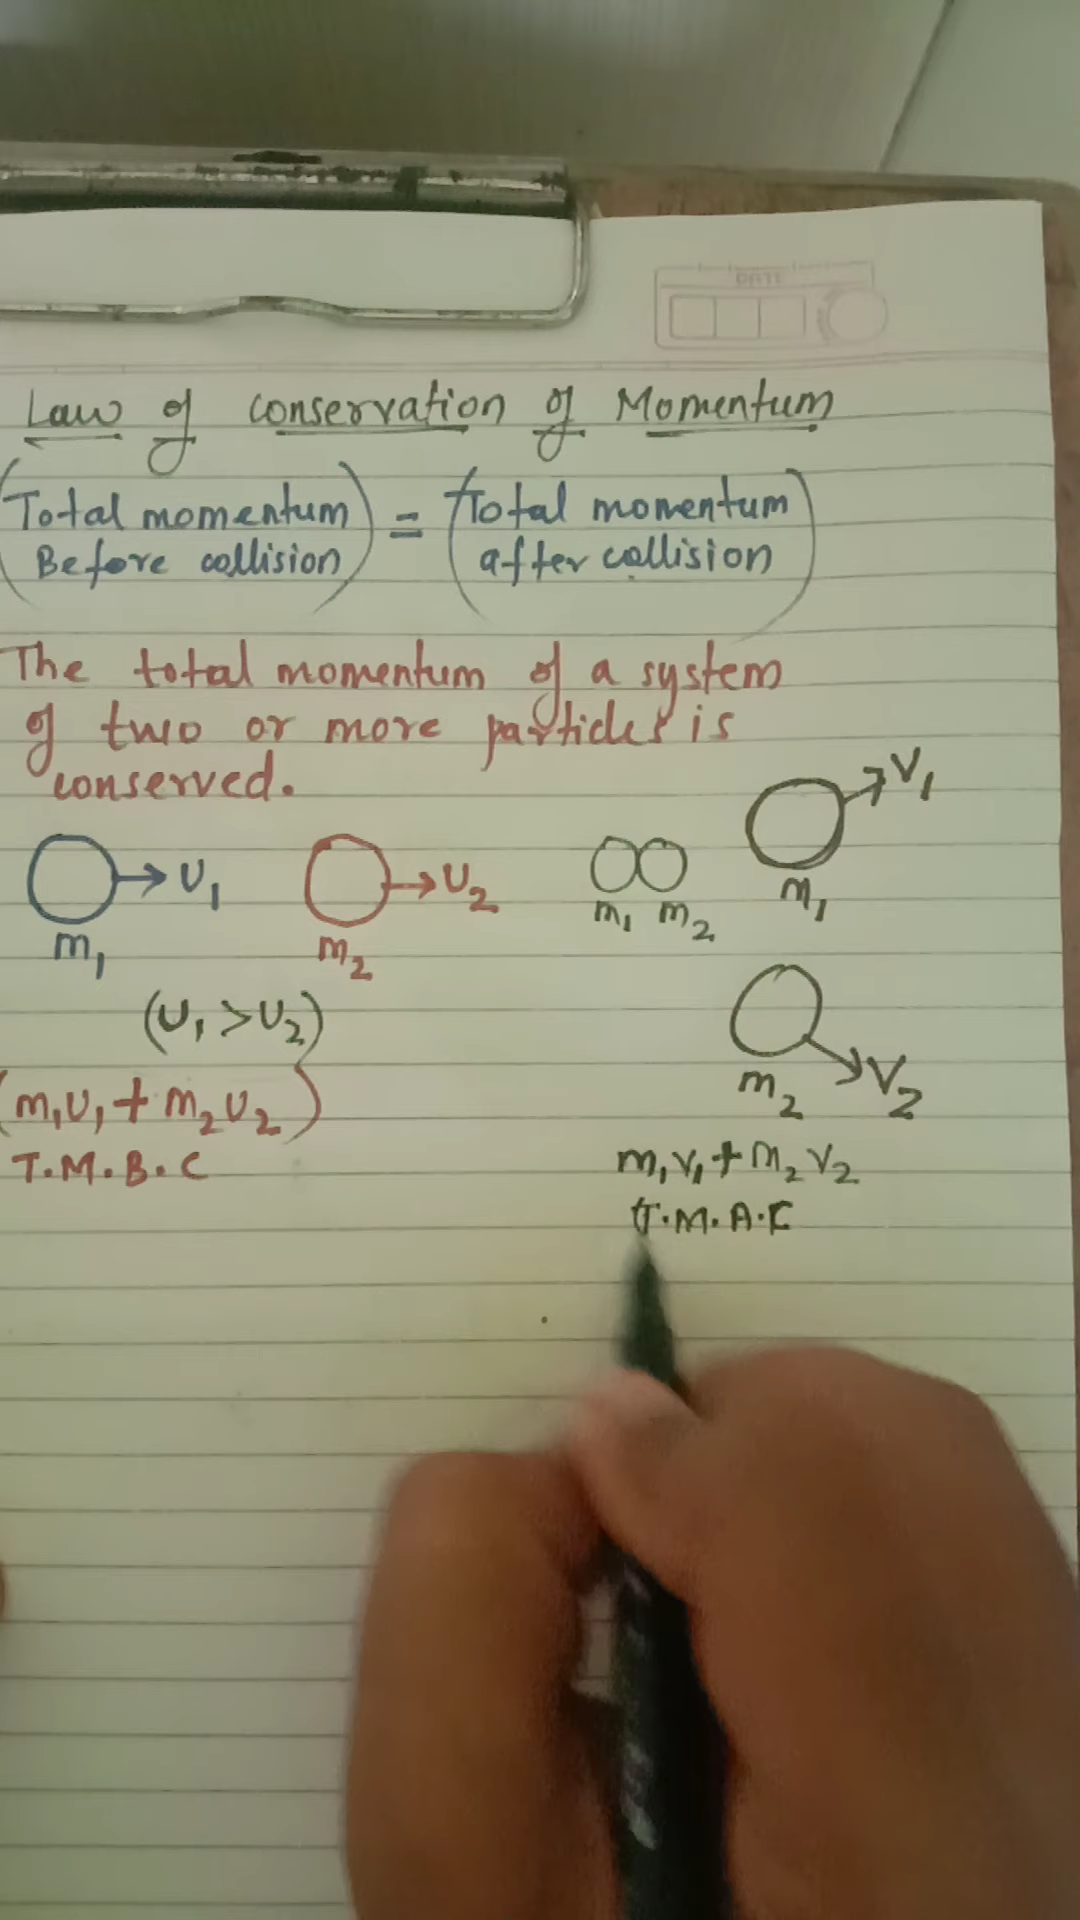 DATE
Law of conservation of Momentum
(Total momentum Before collision) = (Total momentum after collision)
The total momentum of a system
of two or more particles is
conserved.
m₁ → U₁
m₂ → U₂
m₁ m₂
m₁ → V₁
(U₁ > U₂)
m₂ → V₂
(m₁U₁ + m₂U₂)
T.M.B.C
m₁V₁ + m₂V₂
T.M.A.C